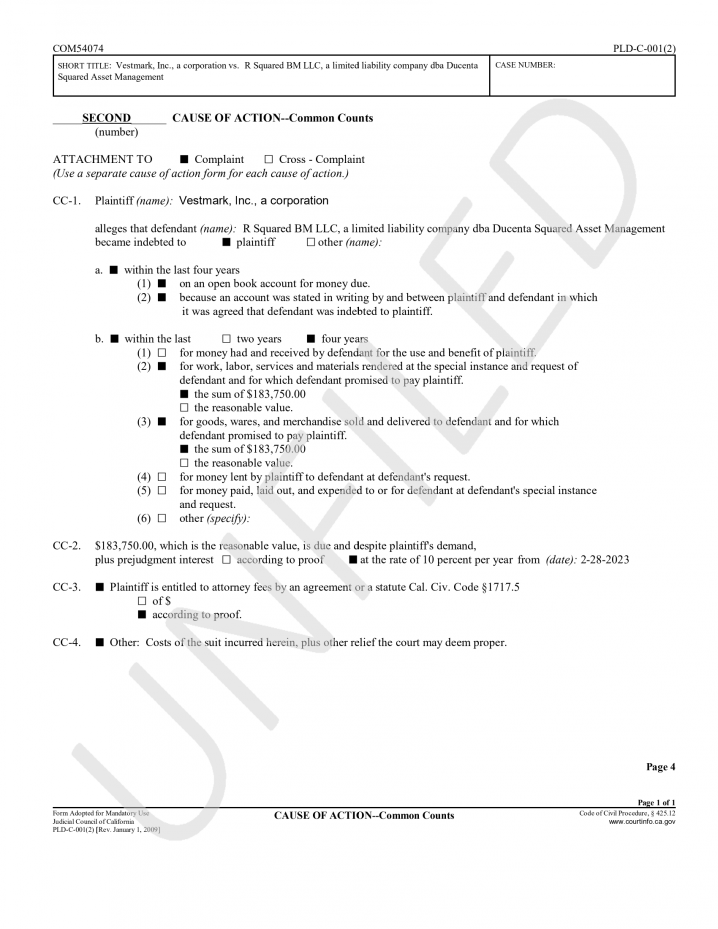 COM54074 PLD-C-001(2)
SHORT TITLE: Vestmark, Inc., a corporation vs. R Squared BM LLC, a limited liability company dba Ducenta
Squared Asset Management
CASE NUMBER:
SECOND CAUSE OF ACTION--Common Counts
(number)
ATTACHMENT TO ■ Complaint □ Cross - Complaint
(Use a separate cause of action form for each cause of action.)
CC-1. Plaintiff (name): Vestmark, Inc., a corporation
alleges that defendant (name): R Squared BM LLC, a limited liability company dba Ducenta Squared Asset Management
became indebted to ■ plaintiff □ other (name):
a. ■ within the last four years
(1) ■ on an open book account for money due.
(2) ■ because an account was stated in writing by and between plaintiff and defendant in which
it was agreed that defendant was indebted to plaintiff.
b. ■ within the last □ two years ■ four years
(1) □ for money had and received by defendant for the use and benefit of plaintiff.
(2) ■ for work, labor, services and materials rendered at the special instance and request of
defendant and for which defendant promised to pay plaintiff.
■ the sum of $183,750.00
□ the reasonable value.
(3) ■ for goods, wares, and merchandise sold and delivered to defendant and for which
defendant promised to pay plaintiff.
■ the sum of $183,750.00
□ the reasonable value.
(4) □ for money lent by plaintiff to defendant at defendant's request.
(5) □ for money paid, laid out, and expended to or for defendant at defendant's special instance
and request.
(6) □ other (specify):
CC-2. $183,750.00, which is the reasonable value, is due and despite plaintiff's demand,
plus prejudgment interest □ according to proof ■ at the rate of 10 percent per year from (date): 2-28-2023
CC-3. ■ Plaintiff is entitled to attorney fees by an agreement or a statute Cal. Civ. Code §1717.5
□ of $
■ according to proof.
CC-4. ■ Other: Costs of the suit incurred herein, plus other relief the court may deem proper.
UNFILED
Page 4
Page 1 of 1
Form Adopted for Mandatory Use
Judicial Council of California
PLD-C-001(2) [Rev. January 1, 2009]
CAUSE OF ACTION--Common Counts
Code of Civil Procedure, § 425.12
www.courtinfo.ca.gov